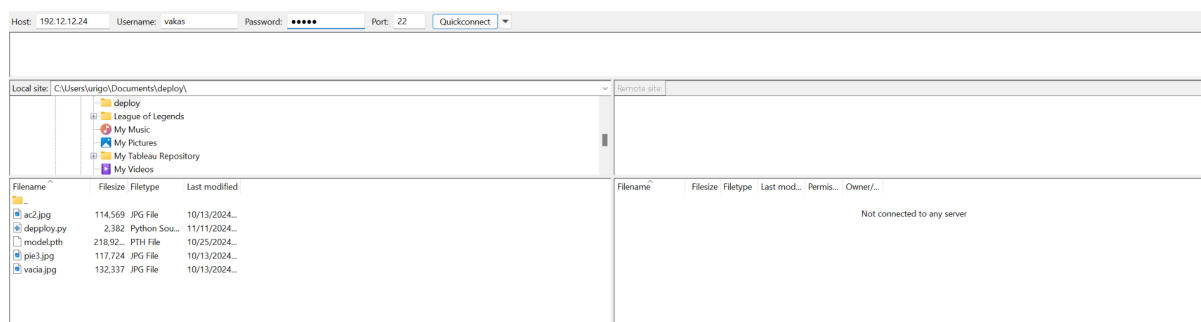 Host: 192.12.12.24 Username: vakas Password: ●●●●● Port: 22 Quickconnect
Local site: C:\Users\urigo\Documents\deploy\
Remote site:
deploy
League of Legends
My Music
My Pictures
My Tableau Repository
My Videos
Filename Filesize Filetype Last modified
..
ac2.jpg 114,569 JPG File 10/13/2024...
depploy.py 2,382 Python Sou... 11/11/2024...
model.pth 218,92... PTH File 10/25/2024...
pie3.jpg 117,724 JPG File 10/13/2024...
vacia.jpg 132,337 JPG File 10/13/2024...
Filename Filesize Filetype Last mod... Permis... Owner/...
Not connected to any server